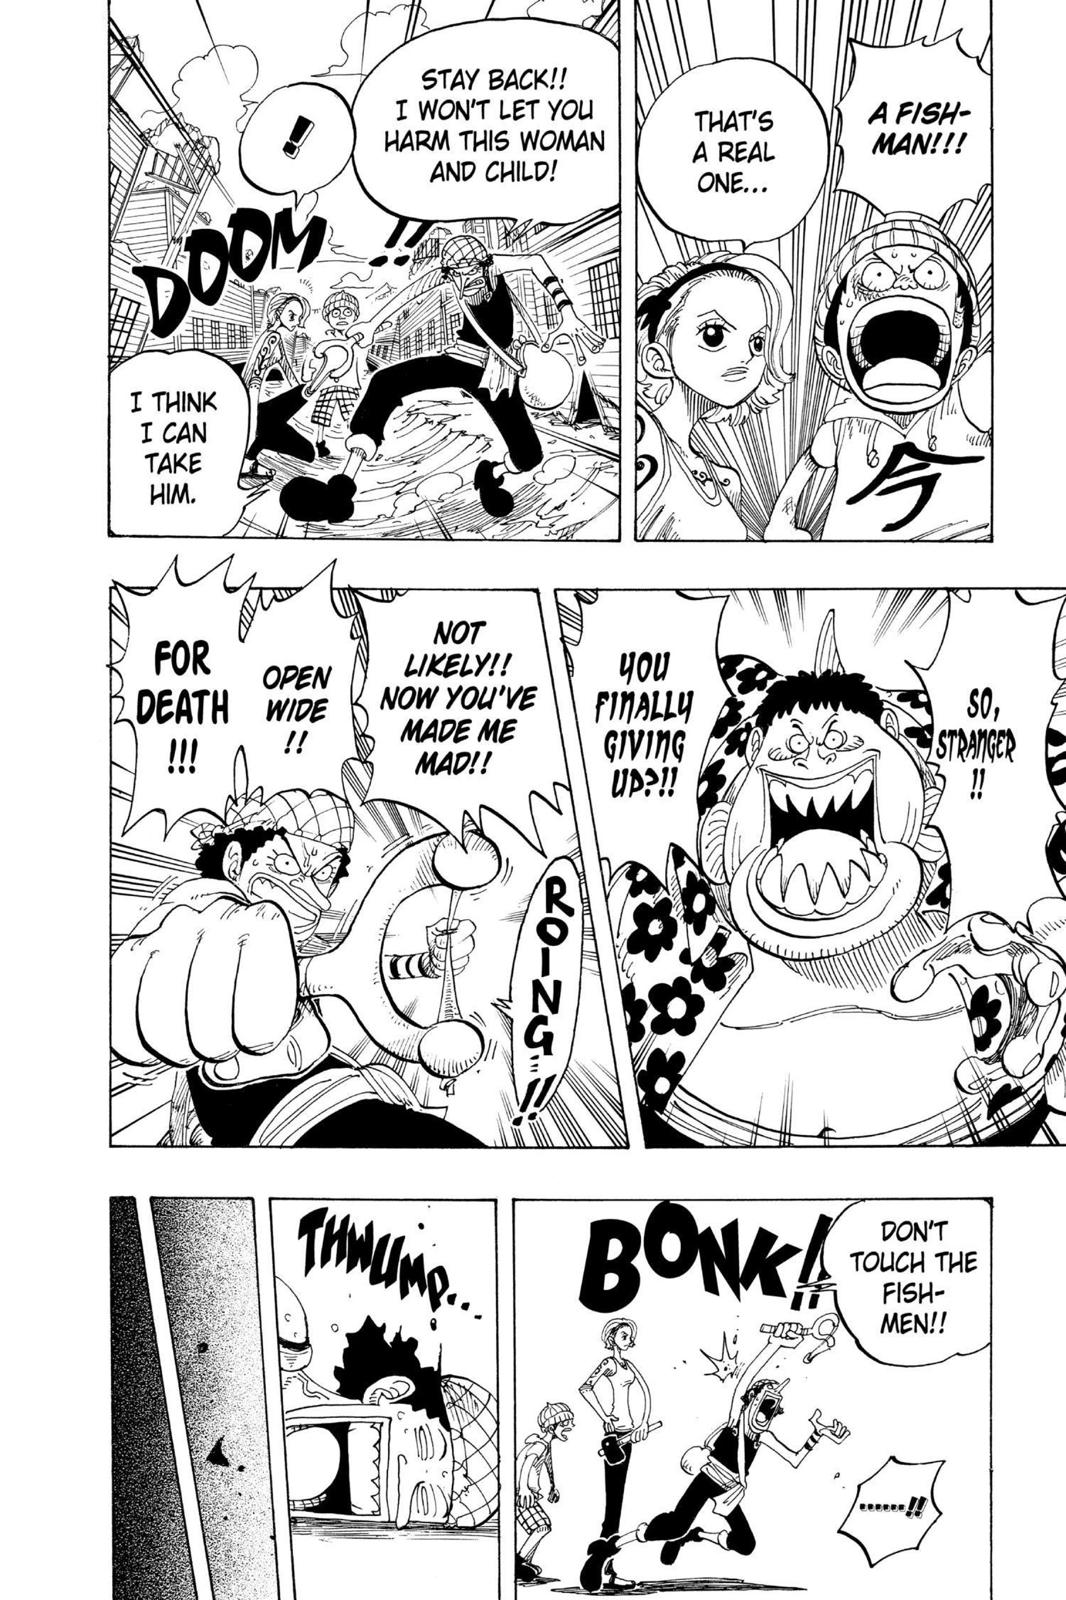 A FISH-
MAN!!!
THAT'S
A REAL
ONE...
今
STAY BACK!!
I WON'T LET YOU
HARM THIS WOMAN
AND CHILD!
!
!!
DOOM
I THINK
I CAN
TAKE
HIM.
SO,
STRANGER
!!
YOU
FINALLY
GIVING
UP?!!
NOT
LIKELY!!
NOW YOU'VE
MADE ME
MAD!!
OPEN
WIDE
!!
FOR
DEATH
!!!
ROING!!
DON'T
TOUCH THE
FISH-
MEN!!
BONK!!
......!!
THWUMP...